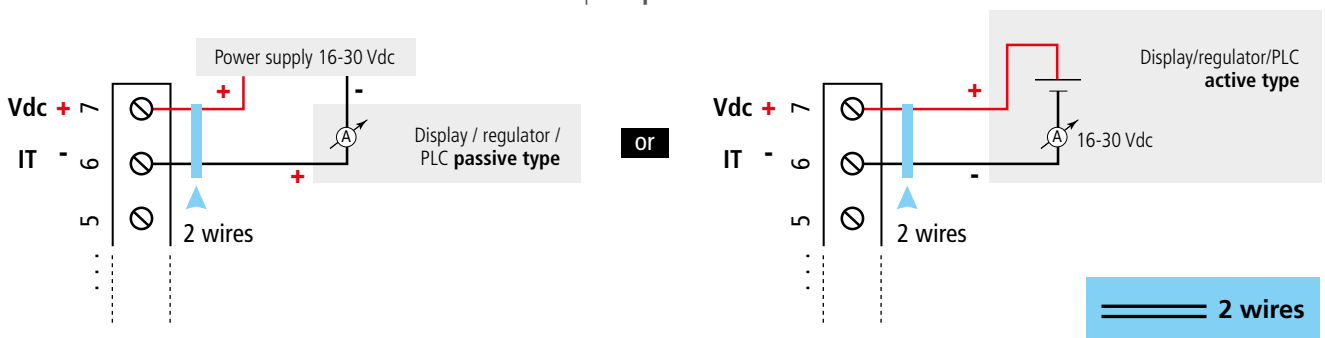 Power supply 16-30 Vdc
+
-
Vdc +
7
A
Display / regulator /
PLC passive type
IT -
6
+
5
2 wires
or
Display/regulator/PLC
active type
+
Vdc +
7
A
16-30 Vdc
IT -
6
-
5
2 wires
2 wires